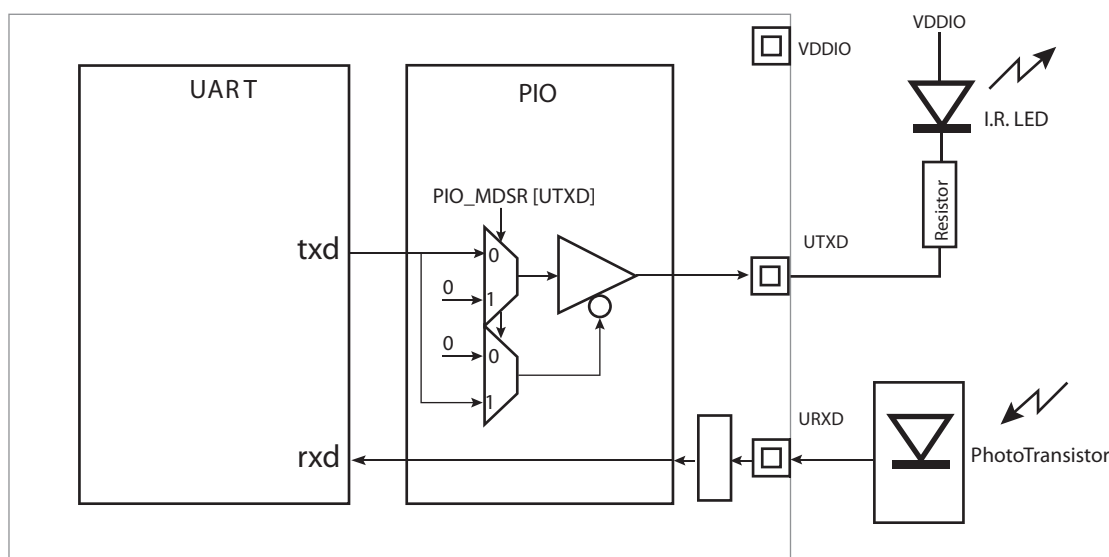 VDDIO
VDDIO
UART
PIO
I.R. LED
PIO_MDSR [UTXD]
Resistor
txd
0
UTXD
0
1
0
0
1
URXD
rxd
PhotoTransistor